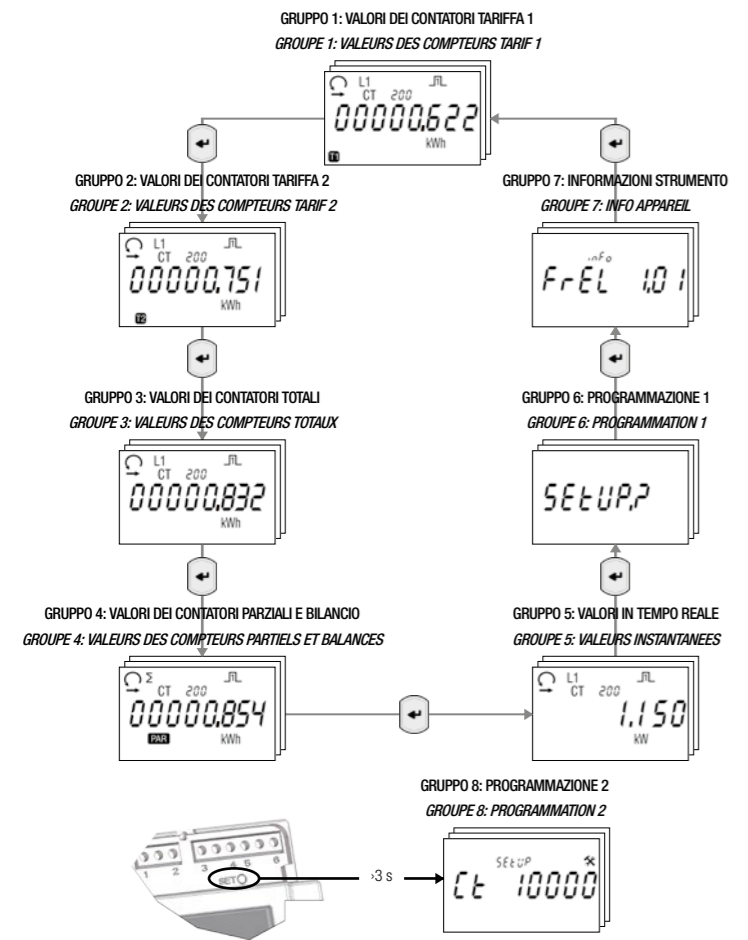 GRUPPO 1: VALORI DEI CONTATORI TARIFFA 1
GROUPE 1: VALEURS DES COMPTEURS TARIF 1
L1
CT 200
00000.622
kWh
T1
GRUPPO 2: VALORI DEI CONTATORI TARIFFA 2
GROUPE 2: VALEURS DES COMPTEURS TARIF 2
L1
CT 200
00000.751
kWh
T2
GRUPPO 7: INFORMAZIONI STRUMENTO
GROUPE 7: INFO APPAREIL
inFo
FrEL 1.01
GRUPPO 3: VALORI DEI CONTATORI TOTALI
GROUPE 3: VALEURS DES COMPTEURS TOTAUX
L1
CT 200
00000.832
kWh
GRUPPO 6: PROGRAMMAZIONE 1
GROUPE 6: PROGRAMMATION 1
SEtUP.?
GRUPPO 4: VALORI DEI CONTATORI PARZIALI E BILANCIO
GROUPE 4: VALEURS DES COMPTEURS PARTIELS ET BALANCES
Σ
CT 200
00000.854
PAR kWh
GRUPPO 5: VALORI IN TEMPO REALE
GROUPE 5: VALEURS INSTANTANEES
L1
CT 200
1.150
kW
GRUPPO 8: PROGRAMMAZIONE 2
GROUPE 8: PROGRAMMATION 2
1 2 3 4 5 6
SET
>3 s
SEtUP
Ct 10000